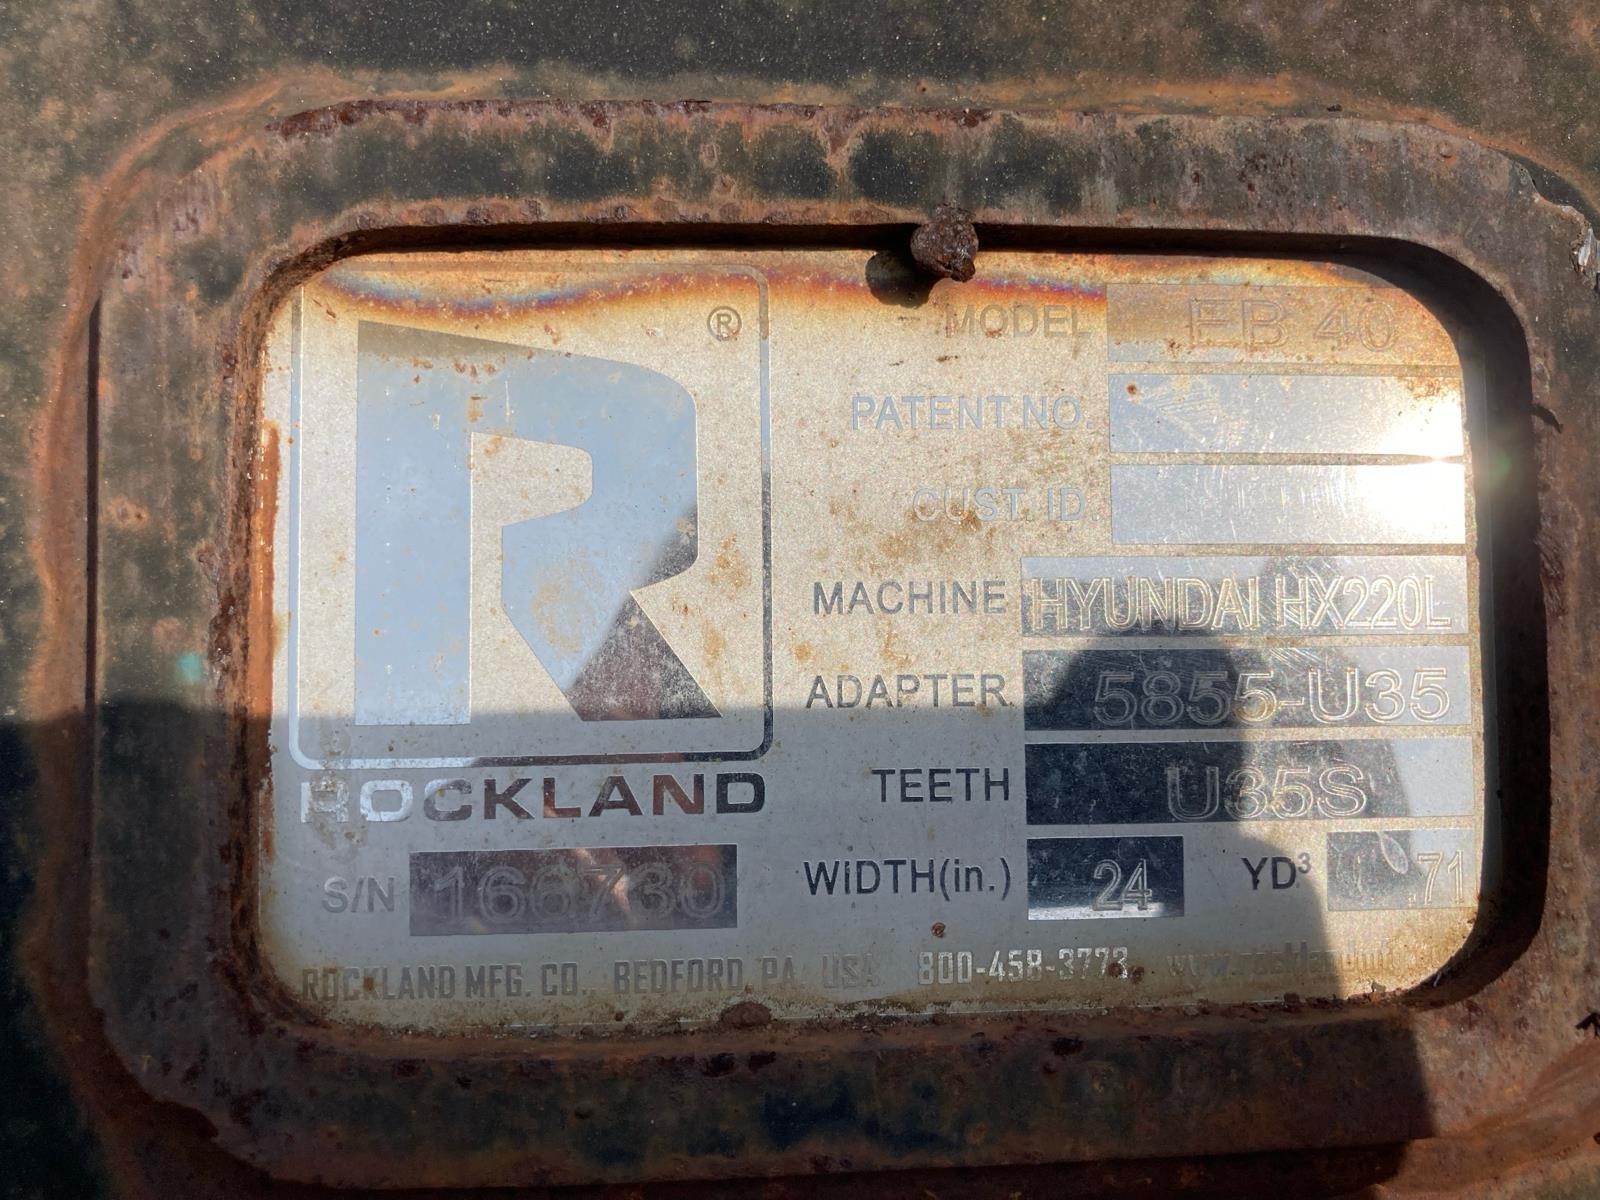 R ®
MODEL EB 40
PATENT NO.
CUST. ID.
MACHINE HYUNDAI HX220L
ADAPTER 5855-U35
TEETH U35S
ROCKLAND
S/N 166730
WIDTH(in.) 24 YD³ .71
ROCKLAND MFG. CO., BEDFORD, PA, USA 800-458-3773